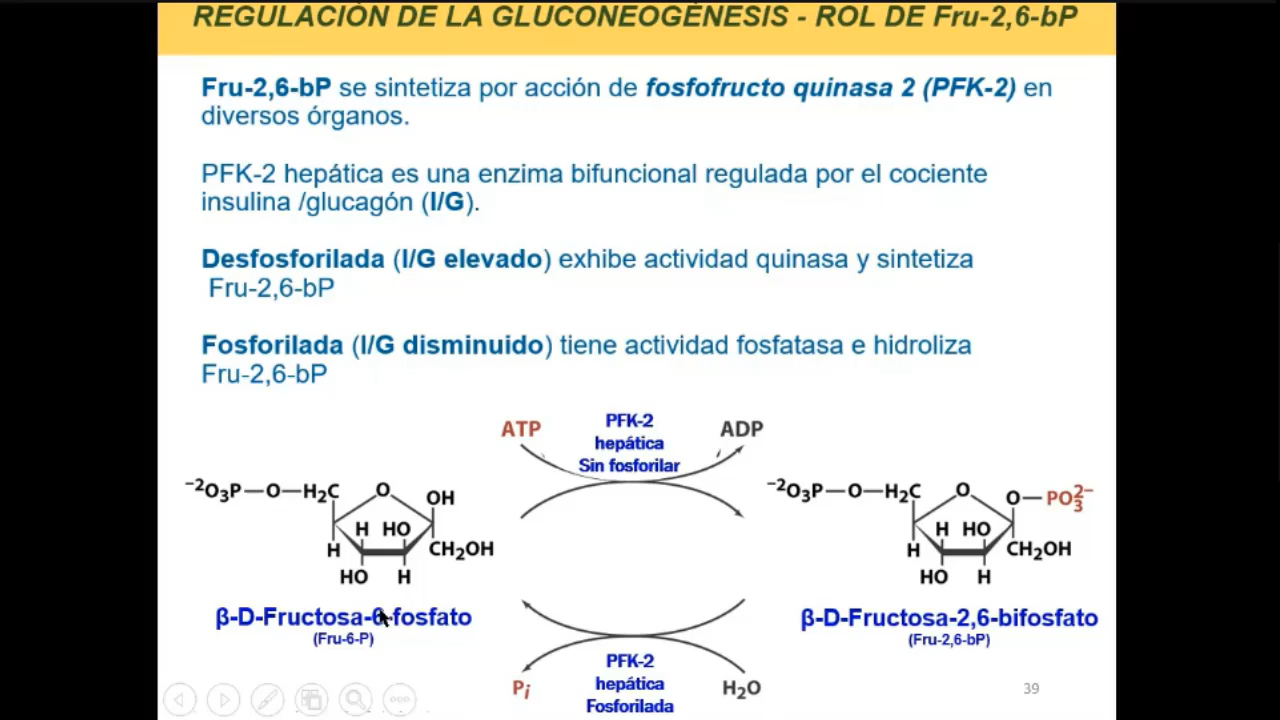 REGULACIÓN DE LA GLUCONEOGÉNESIS - ROL DE Fru-2,6-bP
Fru-2,6-bP se sintetiza por acción de fosfofructo quinasa 2 (PFK-2) en
diversos órganos.
PFK-2 hepática es una enzima bifuncional regulada por el cociente
insulina /glucagón (I/G).
Desfosforilada (I/G elevado) exhibe actividad quinasa y sintetiza
Fru-2,6-bP
Fosforilada (I/G disminuido) tiene actividad fosfatasa e hidroliza
Fru-2,6-bP
ATP
PFK-2
hepática
Sin fosforilar
ADP
⁻²O₃P—O—H₂C
O
OH
H HO
H
CH₂OH
HO H
β-D-Fructosa-6-fosfato
(Fru-6-P)
⁻²O₃P—O—H₂C
O
O—PO₃²⁻
H HO
H
CH₂OH
HO H
β-D-Fructosa-2,6-bifosfato
(Fru-2,6-bP)
Pi
PFK-2
hepática
Fosforilada
H₂O
39